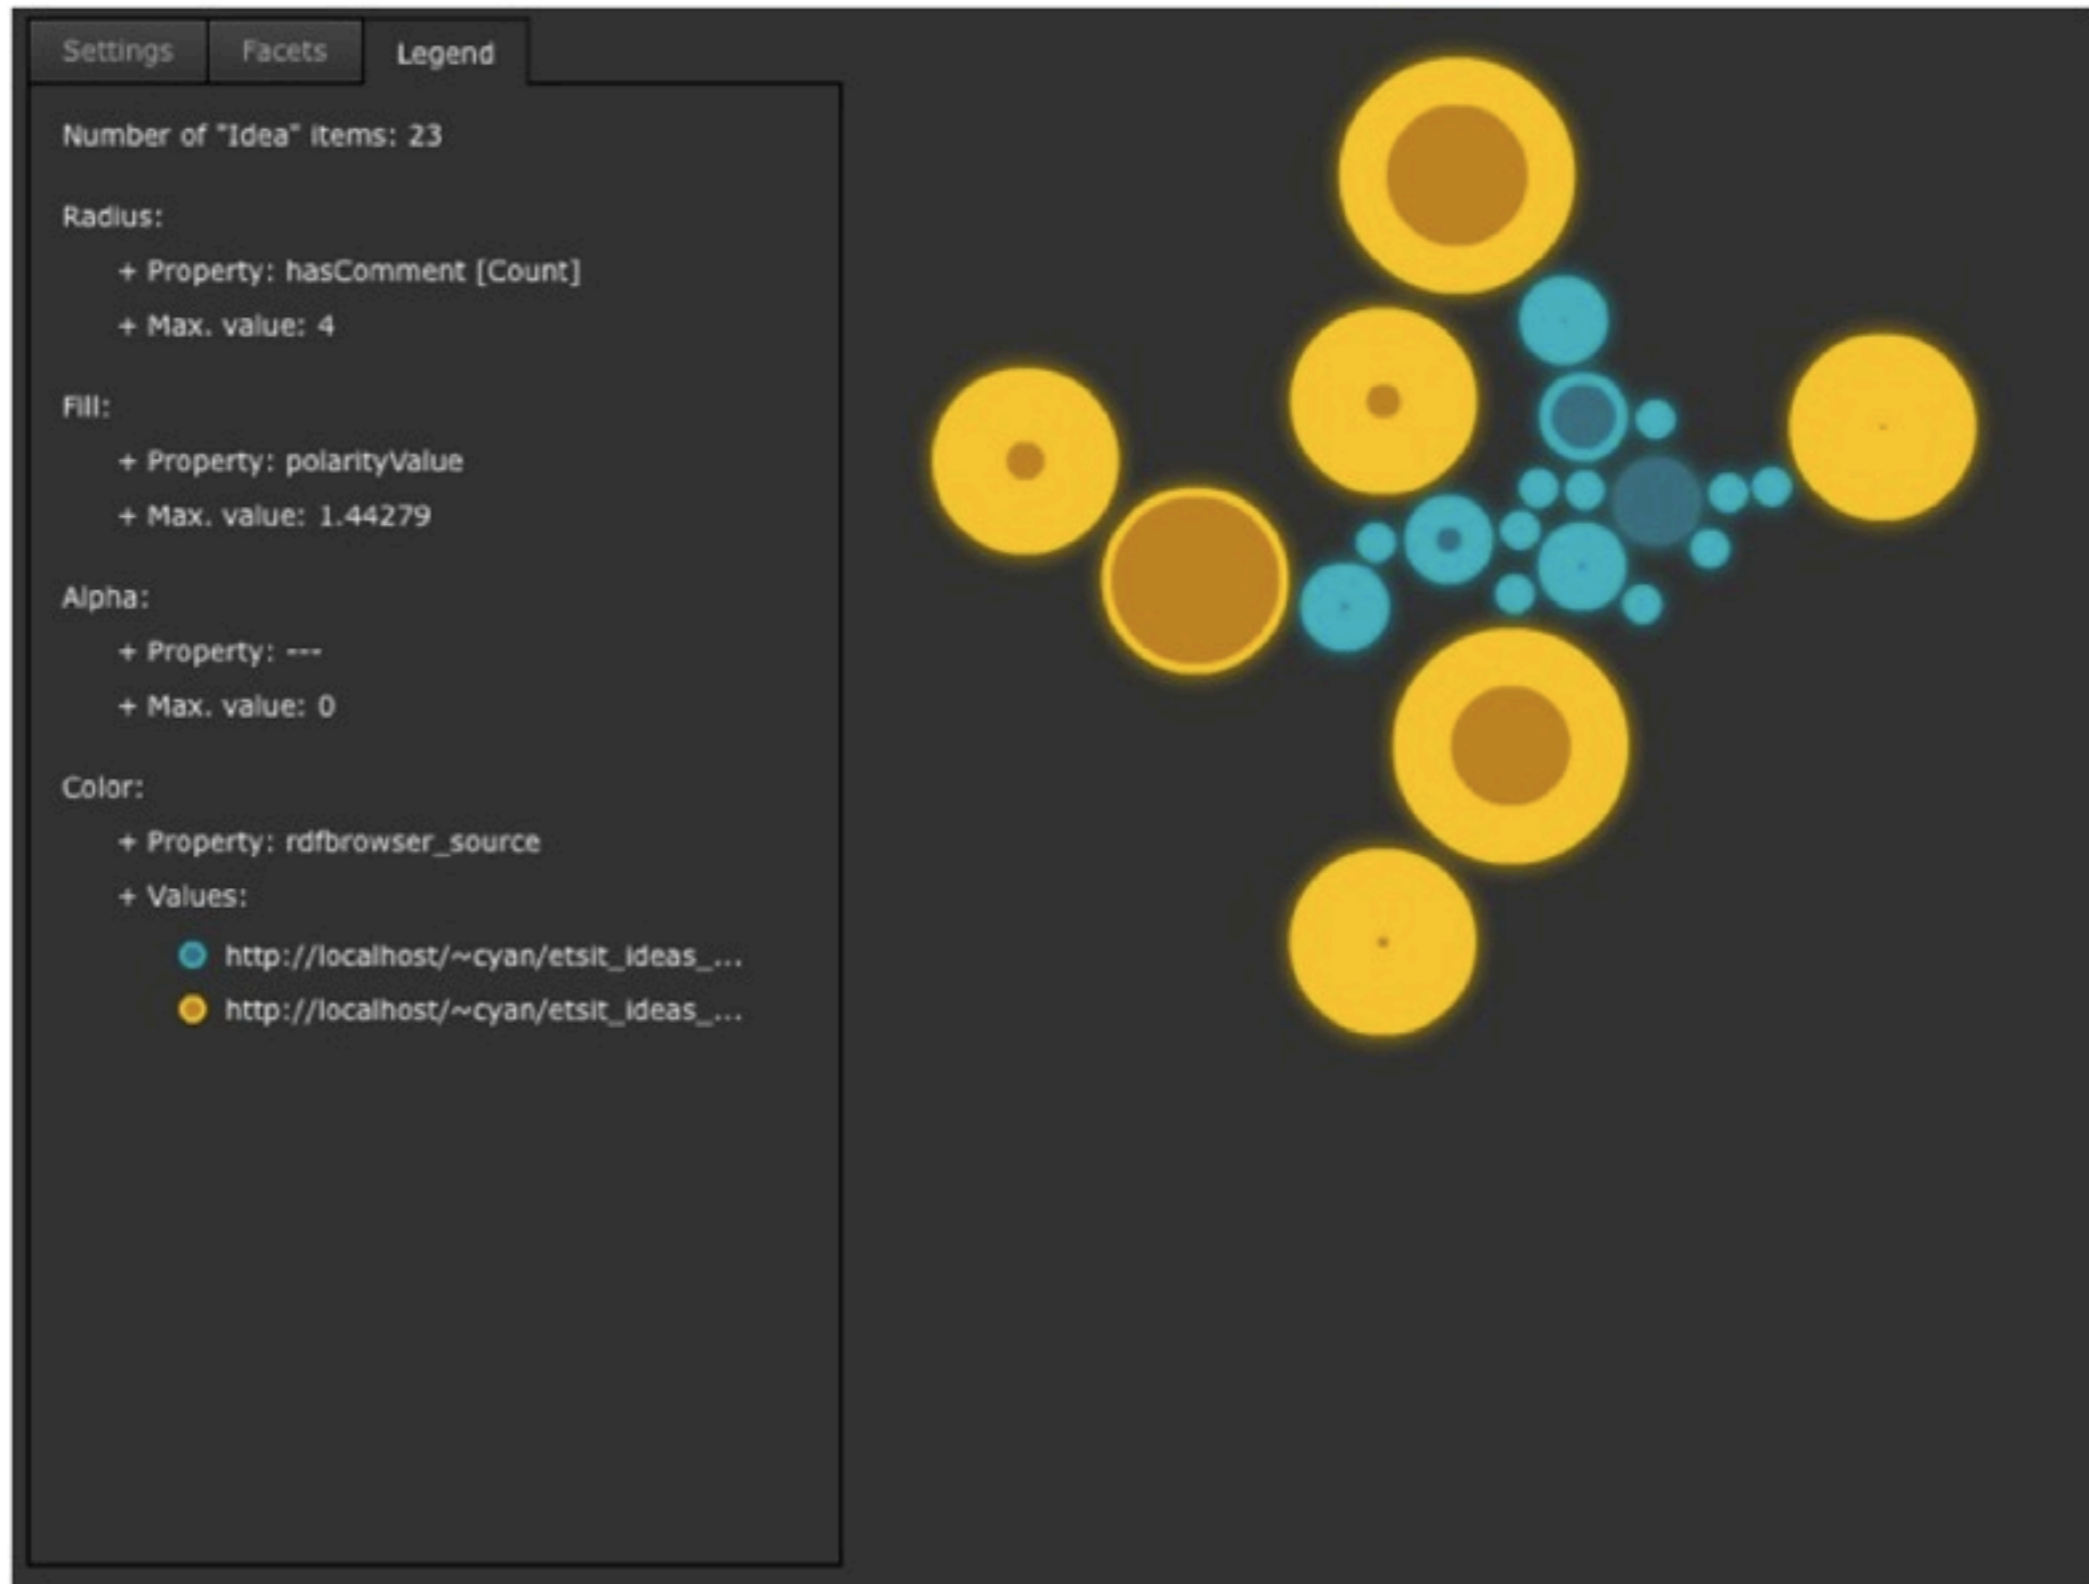 Settings Facets Legend
Number of "Idea" items: 23
Radius:
+ Property: hasComment [Count]
+ Max. value: 4
Fill:
+ Property: polarityValue
+ Max. value: 1.44279
Alpha:
+ Property: ---
+ Max. value: 0
Color:
+ Property: rdfbrowser_source
+ Values:
http://localhost/~cyan/etsit_ideas_...
http://localhost/~cyan/etsit_ideas_...